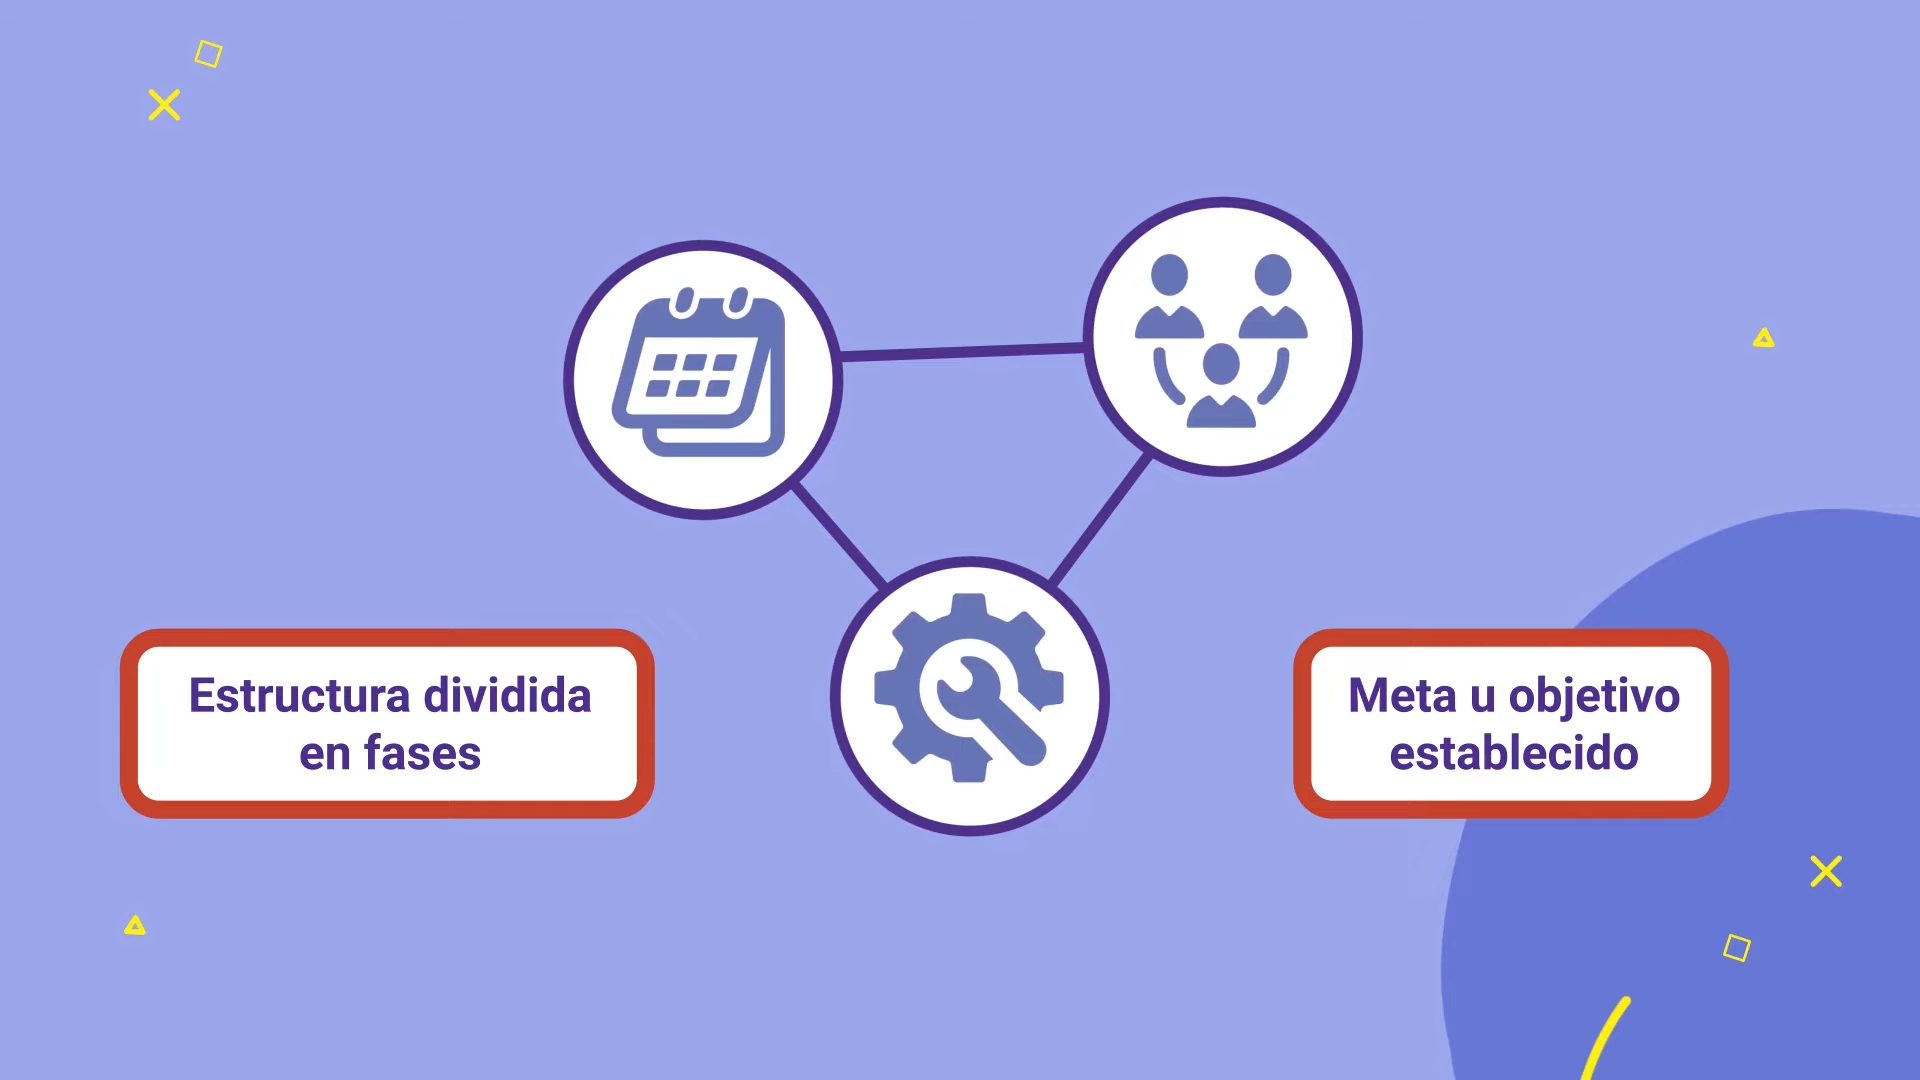 Estructura dividida
en fases
Meta u objetivo
establecido